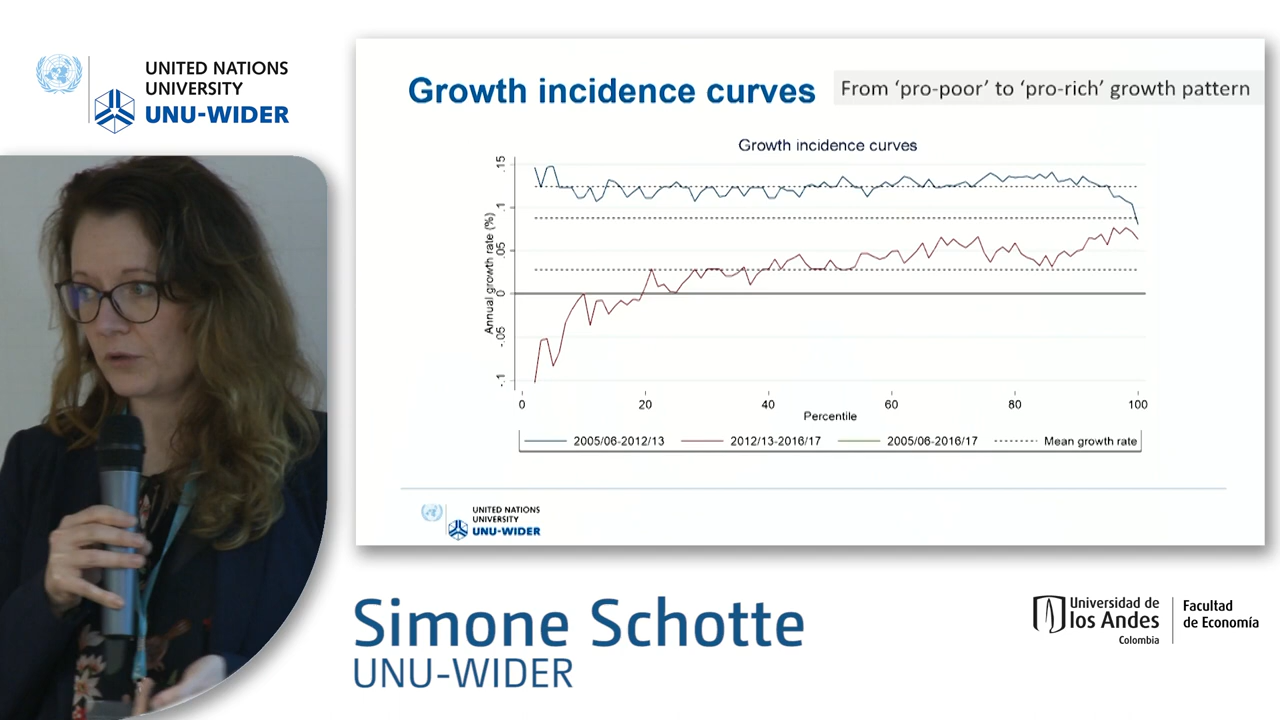 UNITED NATIONS
UNIVERSITY
UNU-WIDER
Growth incidence curves
From ‘pro-poor’ to ‘pro-rich’ growth pattern
Growth incidence curves
Annual growth rate (%)
.15
.1
.05
0
-.05
-.1
0 20 40 60 80 100
Percentile
2005/06-2012/13 2012/13-2016/17 2005/06-2016/17 Mean growth rate
UNITED NATIONS
UNIVERSITY
UNU-WIDER
Simone Schotte
UNU-WIDER
Universidad de
los Andes
Colombia
Facultad
de Economía